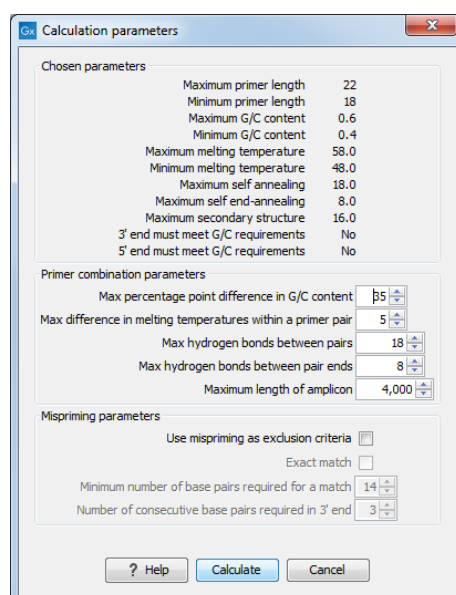 Gx Calculation parameters
Chosen parameters
Maximum primer length 22
Minimum primer length 18
Maximum G/C content 0.6
Minimum G/C content 0.4
Maximum melting temperature 58.0
Minimum melting temperature 48.0
Maximum self annealing 18.0
Maximum self end-annealing 8.0
Maximum secondary structure 16.0
3' end must meet G/C requirements No
5' end must meet G/C requirements No
Primer combination parameters
Max percentage point difference in G/C content 35
Max difference in melting temperatures within a primer pair 5
Max hydrogen bonds between pairs 18
Max hydrogen bonds between pair ends 8
Maximum length of amplicon 4,000
Mispriming parameters
Use mispriming as exclusion criteria
Exact match
Minimum number of base pairs required for a match 14
Number of consecutive base pairs required in 3' end 3
? Help Calculate Cancel